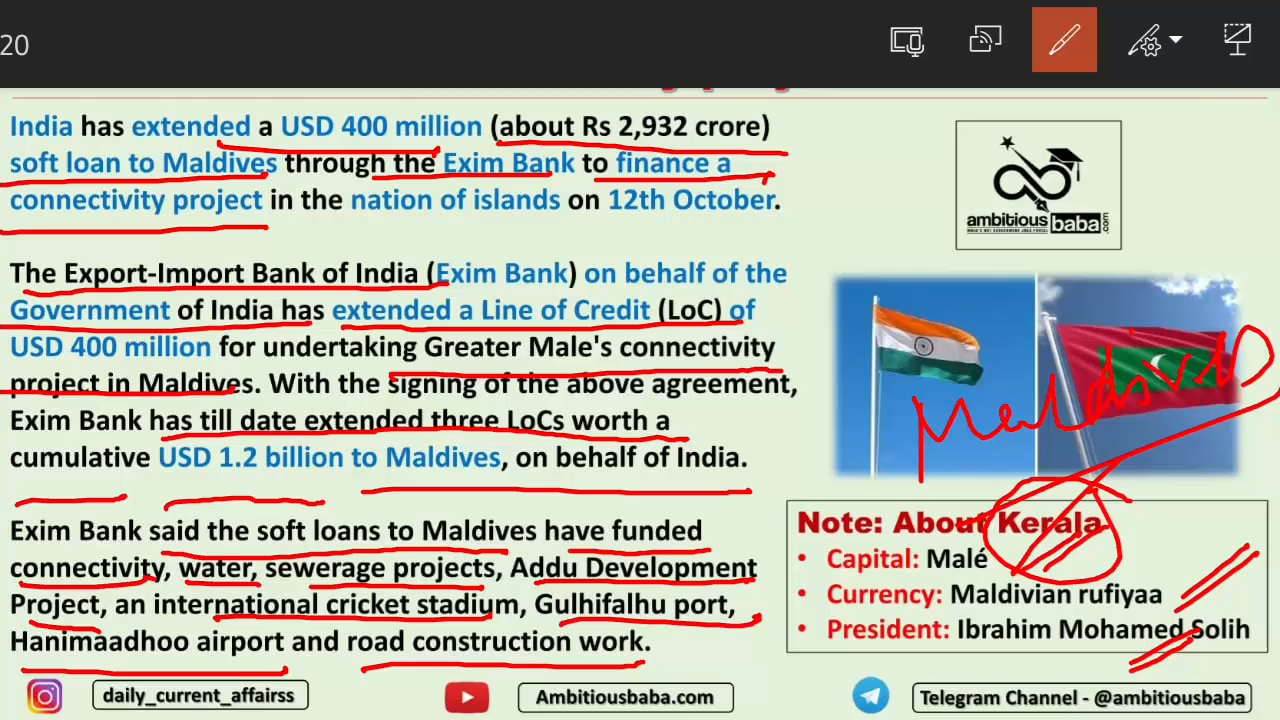 20
India has extended a USD 400 million (about Rs 2,932 crore)
soft loan to Maldives through the Exim Bank to finance a
connectivity project in the nation of islands on 12th October.
The Export-Import Bank of India (Exim Bank) on behalf of the
Government of India has extended a Line of Credit (LoC) of
USD 400 million for undertaking Greater Male's connectivity
project in Maldives. With the signing of the above agreement,
Exim Bank has till date extended three LoCs worth a
cumulative USD 1.2 billion to Maldives, on behalf of India.
Exim Bank said the soft loans to Maldives have funded
connectivity, water, sewerage projects, Addu Development
Project, an international cricket stadium, Gulhifalhu port,
Hanimaadhoo airport and road construction work.
ambitiousbaba.com
Maldives
Note: About Kerala
• Capital: Malé
• Currency: Maldivian rufiyaa
• President: Ibrahim Mohamed Solih
daily_current_affairss
Ambitiousbaba.com
Telegram Channel - @ambitiousbaba